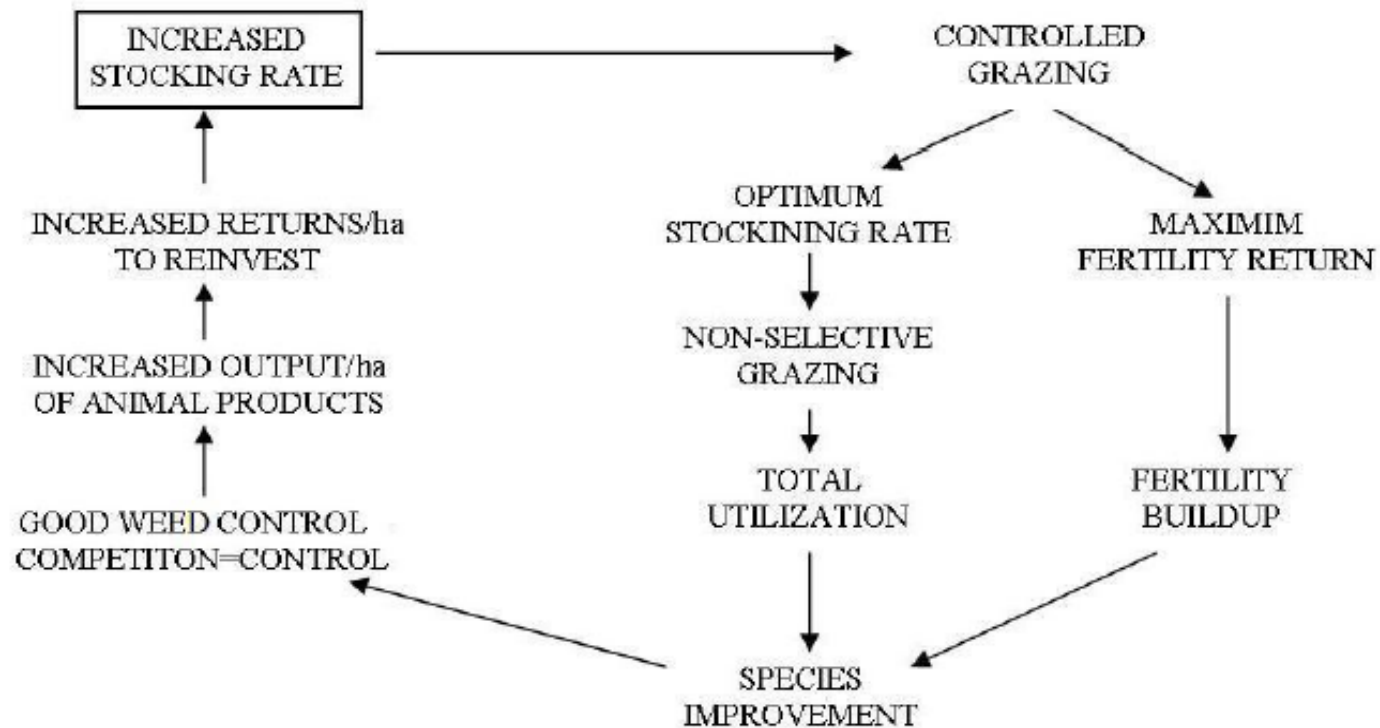 INCREASED
STOCKING RATE
CONTROLLED
GRAZING
OPTIMUM
STOCKINING RATE
MAXIMIM
FERTILITY RETURN
INCREASED RETURNS/ha
TO REINVEST
NON-SELECTIVE
GRAZING
INCREASED OUTPUT/ha
OF ANIMAL PRODUCTS
TOTAL
UTILIZATION
FERTILITY
BUILDUP
GOOD WEED CONTROL
COMPETITON=CONTROL
SPECIES
IMPROVEMENT